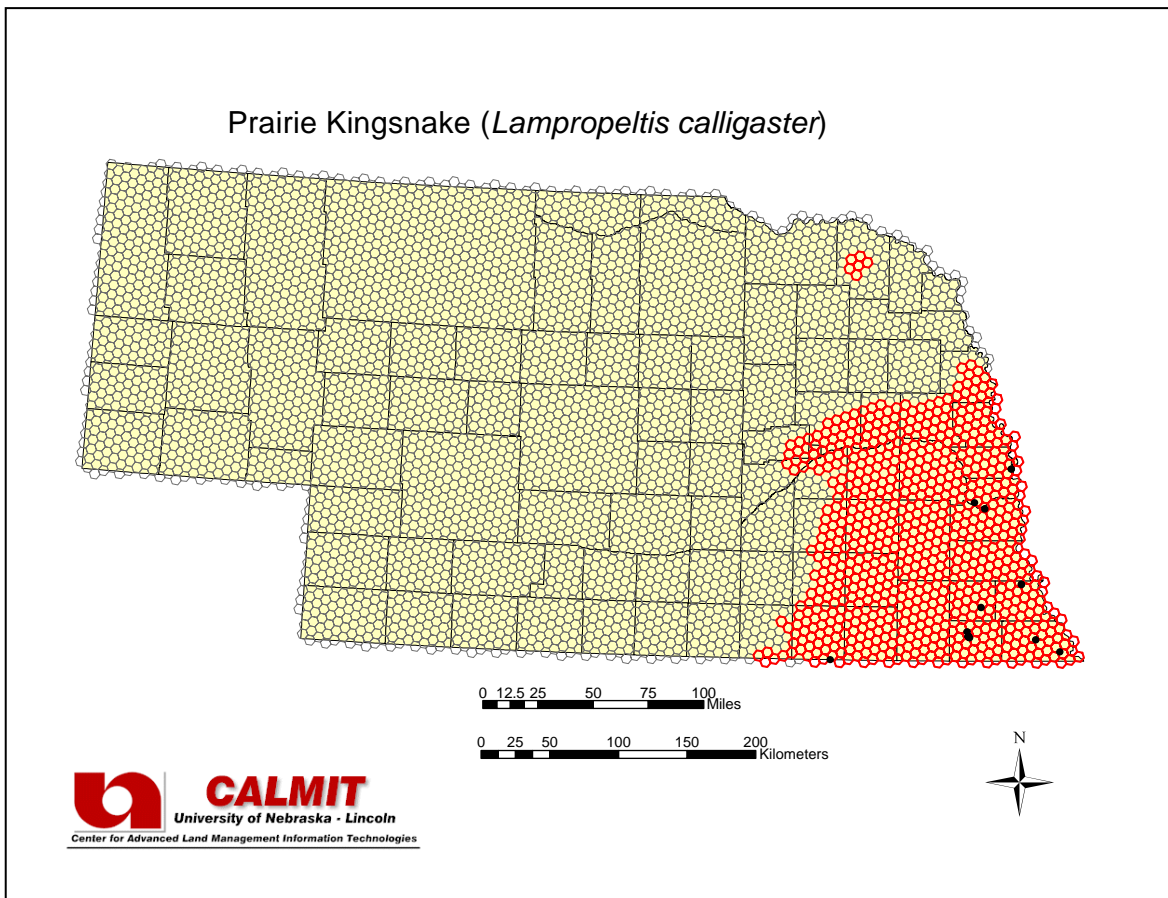 Prairie Kingsnake (Lampropeltis calligaster)
0 12.5 25 50 75 100
Miles
0 25 50 100 150 200
Kilometers
N
CALMIT
University of Nebraska - Lincoln
Center for Advanced Land Management Information Technologies